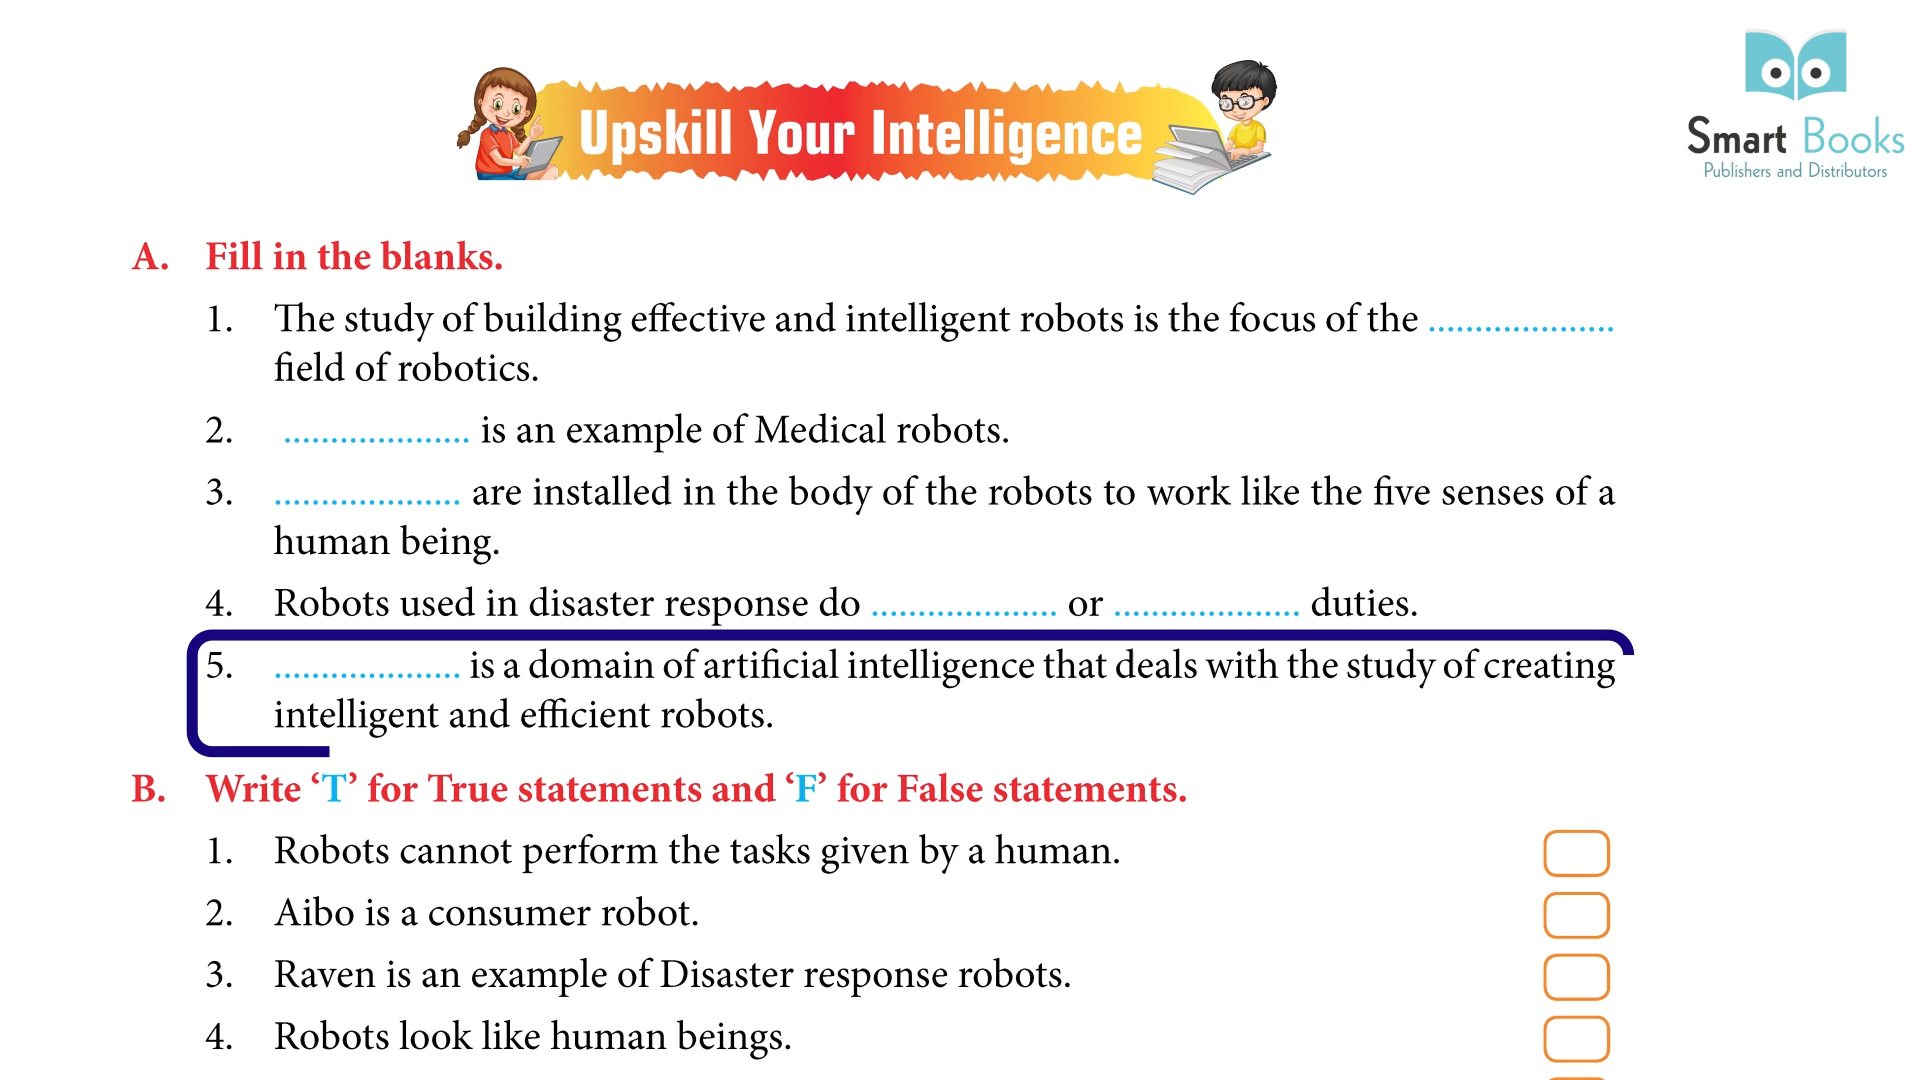 Upskill Your Intelligence
Smart Books
Publishers and Distributors
A. Fill in the blanks.
1. The study of building effective and intelligent robots is the focus of the ....................
field of robotics.
2. .................... is an example of Medical robots.
3. .................... are installed in the body of the robots to work like the five senses of a
human being.
4. Robots used in disaster response do .................... or .................... duties.
5. .................... is a domain of artificial intelligence that deals with the study of creating
intelligent and efficient robots.
B. Write ‘T’ for True statements and ‘F’ for False statements.
1. Robots cannot perform the tasks given by a human.
2. Aibo is a consumer robot.
3. Raven is an example of Disaster response robots.
4. Robots look like human beings.